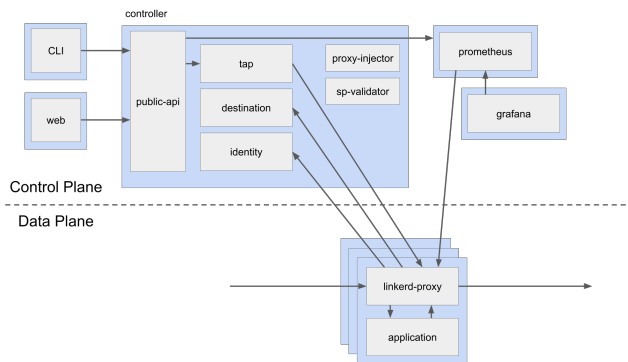 controller
CLI
web
public-api
tap
destination
identity
proxy-injector
sp-validator
prometheus
grafana
Control Plane
Data Plane
linkerd-proxy
application